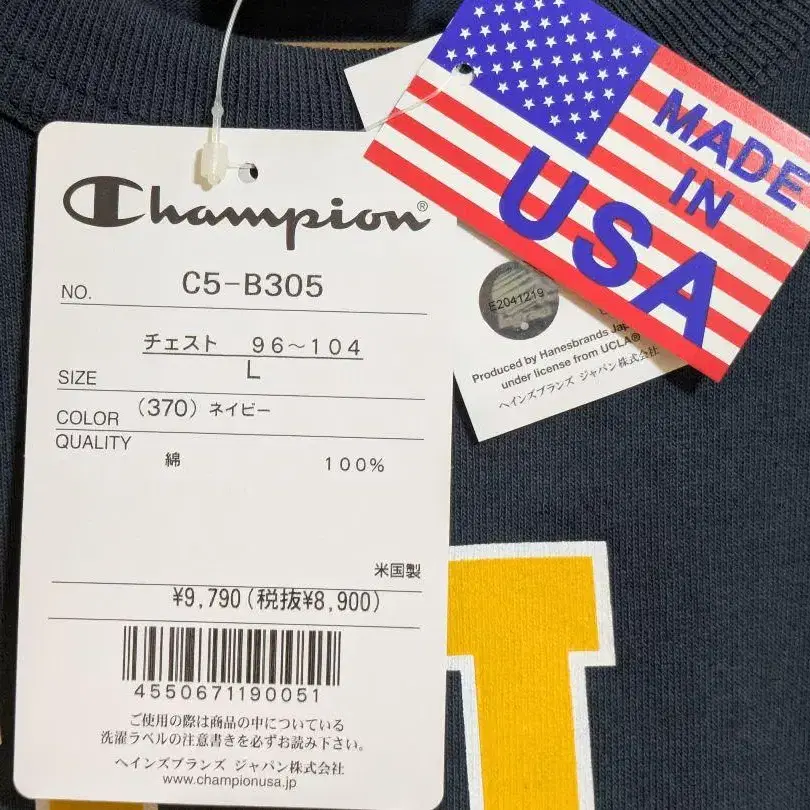 Champion®
NO. C5-B305
チェスト 96〜104
SIZE L
COLOR (370) ネイビー
QUALITY
綿 100%
米国製
¥9,790(税抜¥8,900)
4550671190051
ご使用の際は商品の中についている
洗濯ラベルの注意書きを必ずお読み下さい。
ヘインズブランズ ジャパン株式会社
www.championusa.jp
MADE
IN
USA
E2041219
Produced by Hanesbrands Jap
under license from UCLA®
ヘインズブランズ ジャパン株式会社